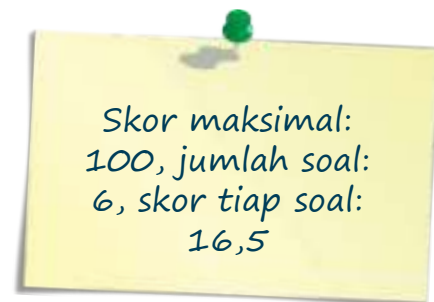 Skor maksimal:
100, jumlah soal:
6, skor tiap soal:
16,5